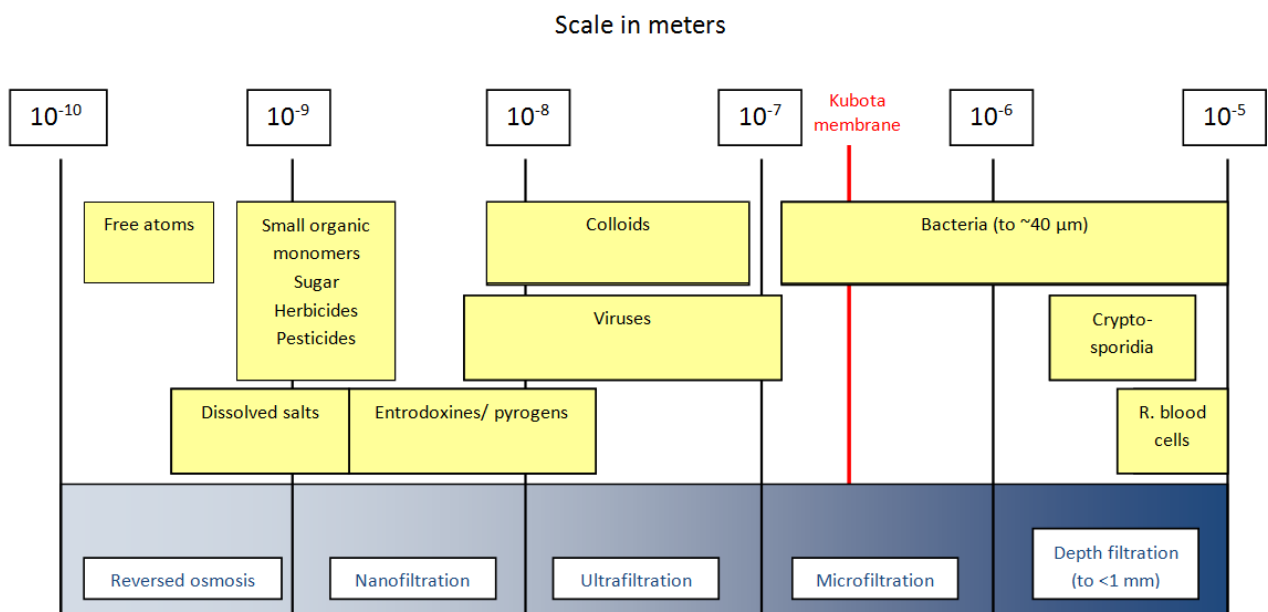 Scale in meters
10⁻¹⁰
10⁻⁹
10⁻⁸
10⁻⁷
Kubota
membrane
10⁻⁶
10⁻⁵
Free atoms
Small organic
monomers
Sugar
Herbicides
Pesticides
Colloids
Bacteria (to ~40 µm)
Viruses
Crypto-
sporidia
Dissolved salts
Entrodoxines/ pyrogens
R. blood
cells
Reversed osmosis
Nanofiltration
Ultrafiltration
Microfiltration
Depth filtration
(to <1 mm)